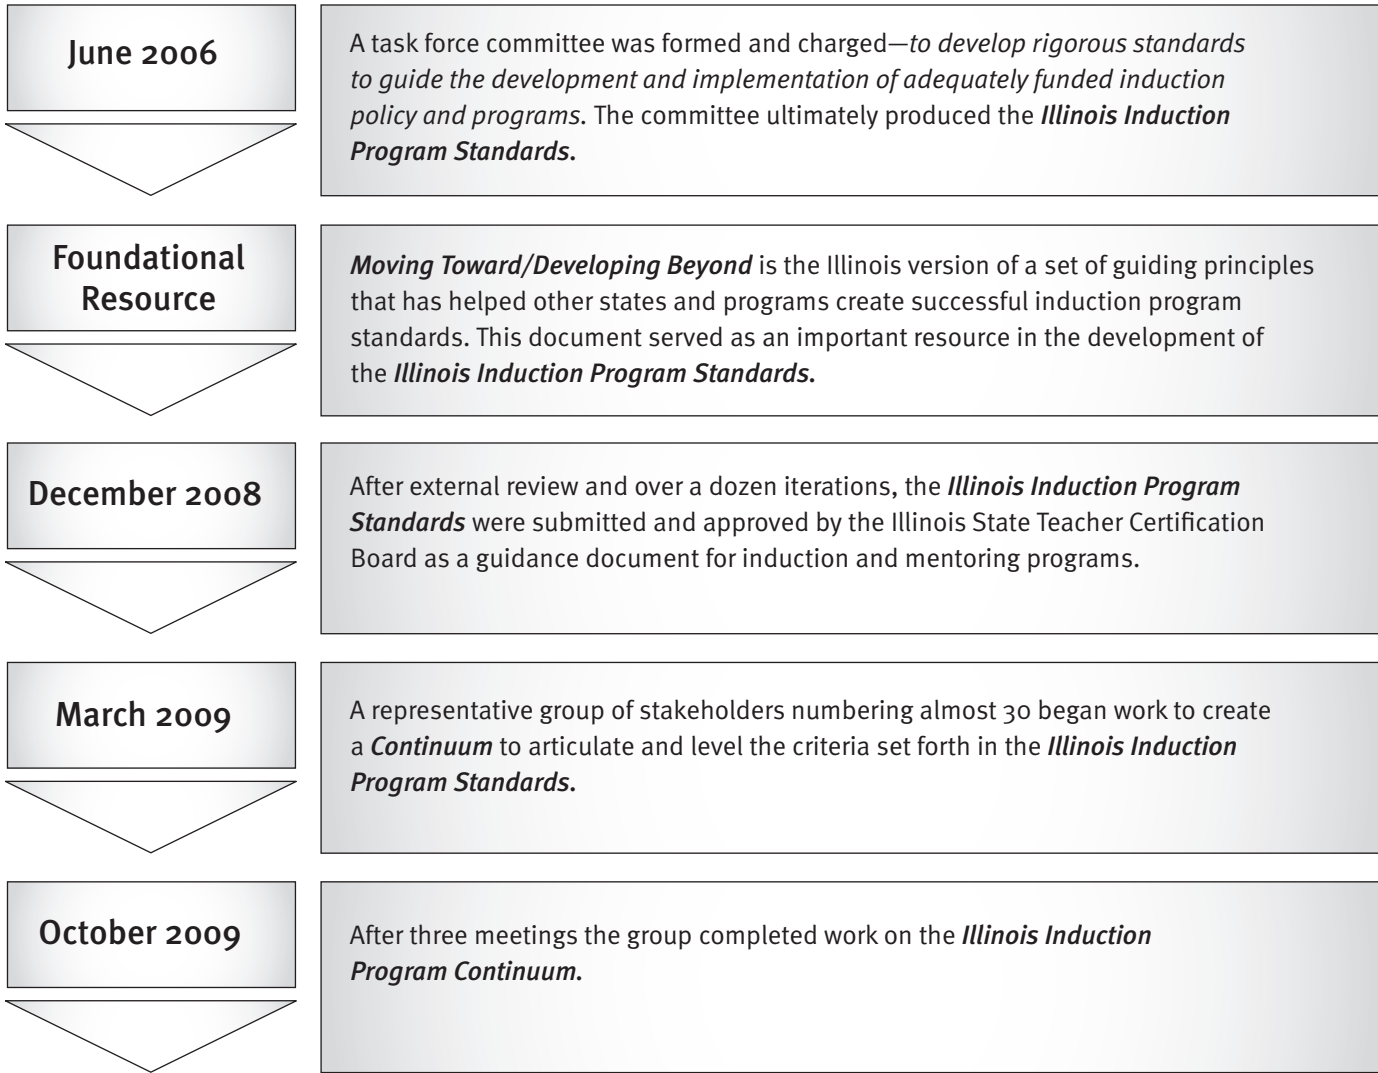 June 2006
A task force committee was formed and charged—to develop rigorous standards
to guide the development and implementation of adequately funded induction
policy and programs. The committee ultimately produced the Illinois Induction
Program Standards.
Foundational
Resource
Moving Toward/Developing Beyond is the Illinois version of a set of guiding principles
that has helped other states and programs create successful induction program
standards. This document served as an important resource in the development of
the Illinois Induction Program Standards.
December 2008
After external review and over a dozen iterations, the Illinois Induction Program
Standards were submitted and approved by the Illinois State Teacher Certification
Board as a guidance document for induction and mentoring programs.
March 2009
A representative group of stakeholders numbering almost 30 began work to create
a Continuum to articulate and level the criteria set forth in the Illinois Induction
Program Standards.
October 2009
After three meetings the group completed work on the Illinois Induction
Program Continuum.